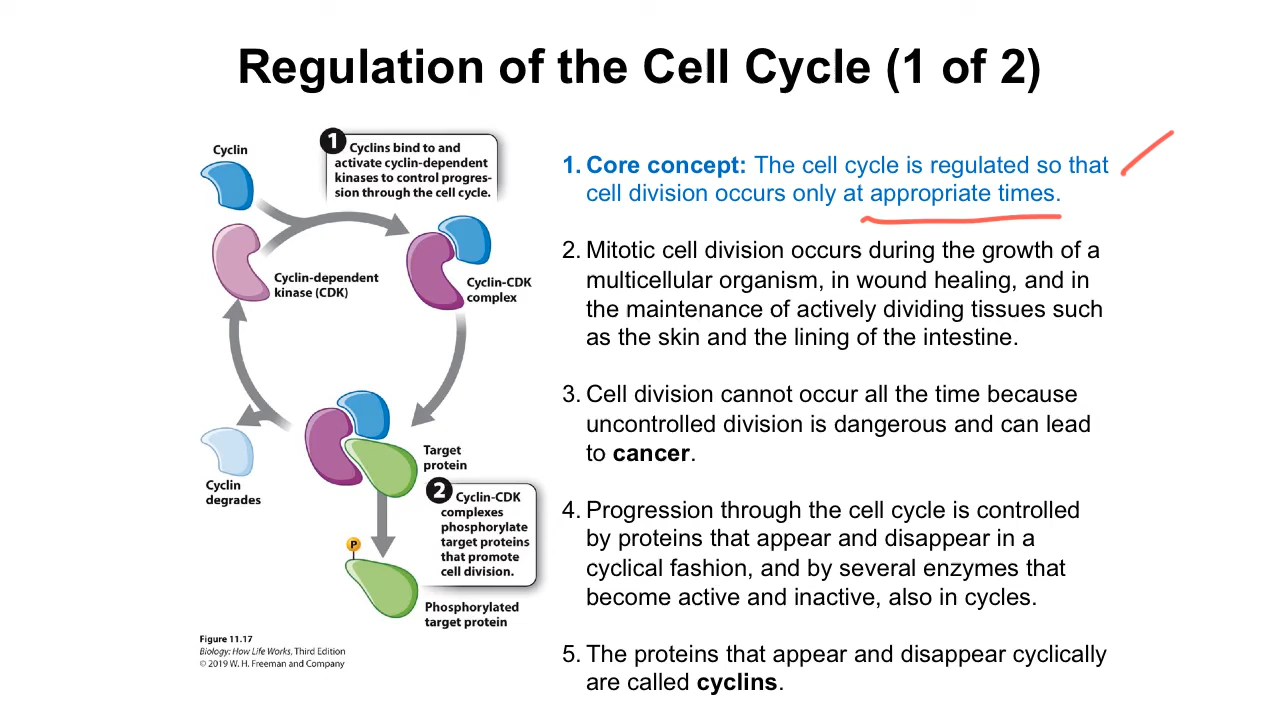 Regulation of the Cell Cycle (1 of 2)
Cyclin
1 Cyclins bind to and
activate cyclin-dependent
kinases to control progres-
sion through the cell cycle.
Cyclin-dependent
kinase (CDK)
Cyclin-CDK
complex
Target
protein
Cyclin
degrades
2 Cyclin-CDK
complexes
phosphorylate
target proteins
that promote
cell division.
P
Phosphorylated
target protein
Figure 11.17
Biology: How Life Works, Third Edition
© 2019 W. H. Freeman and Company
1. Core concept: The cell cycle is regulated so that
cell division occurs only at appropriate times.
2. Mitotic cell division occurs during the growth of a
multicellular organism, in wound healing, and in
the maintenance of actively dividing tissues such
as the skin and the lining of the intestine.
3. Cell division cannot occur all the time because
uncontrolled division is dangerous and can lead
to cancer.
4. Progression through the cell cycle is controlled
by proteins that appear and disappear in a
cyclical fashion, and by several enzymes that
become active and inactive, also in cycles.
5. The proteins that appear and disappear cyclically
are called cyclins.